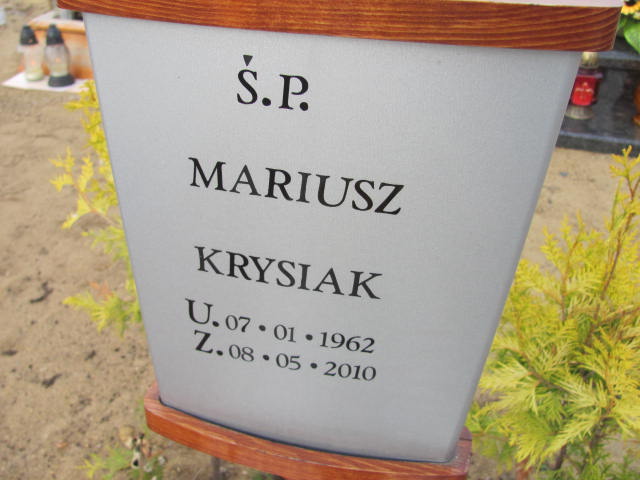 Ś.P.
MARIUSZ
KRYSIAK
U. 07 • 01 • 1962
Z. 08 • 05 • 2010